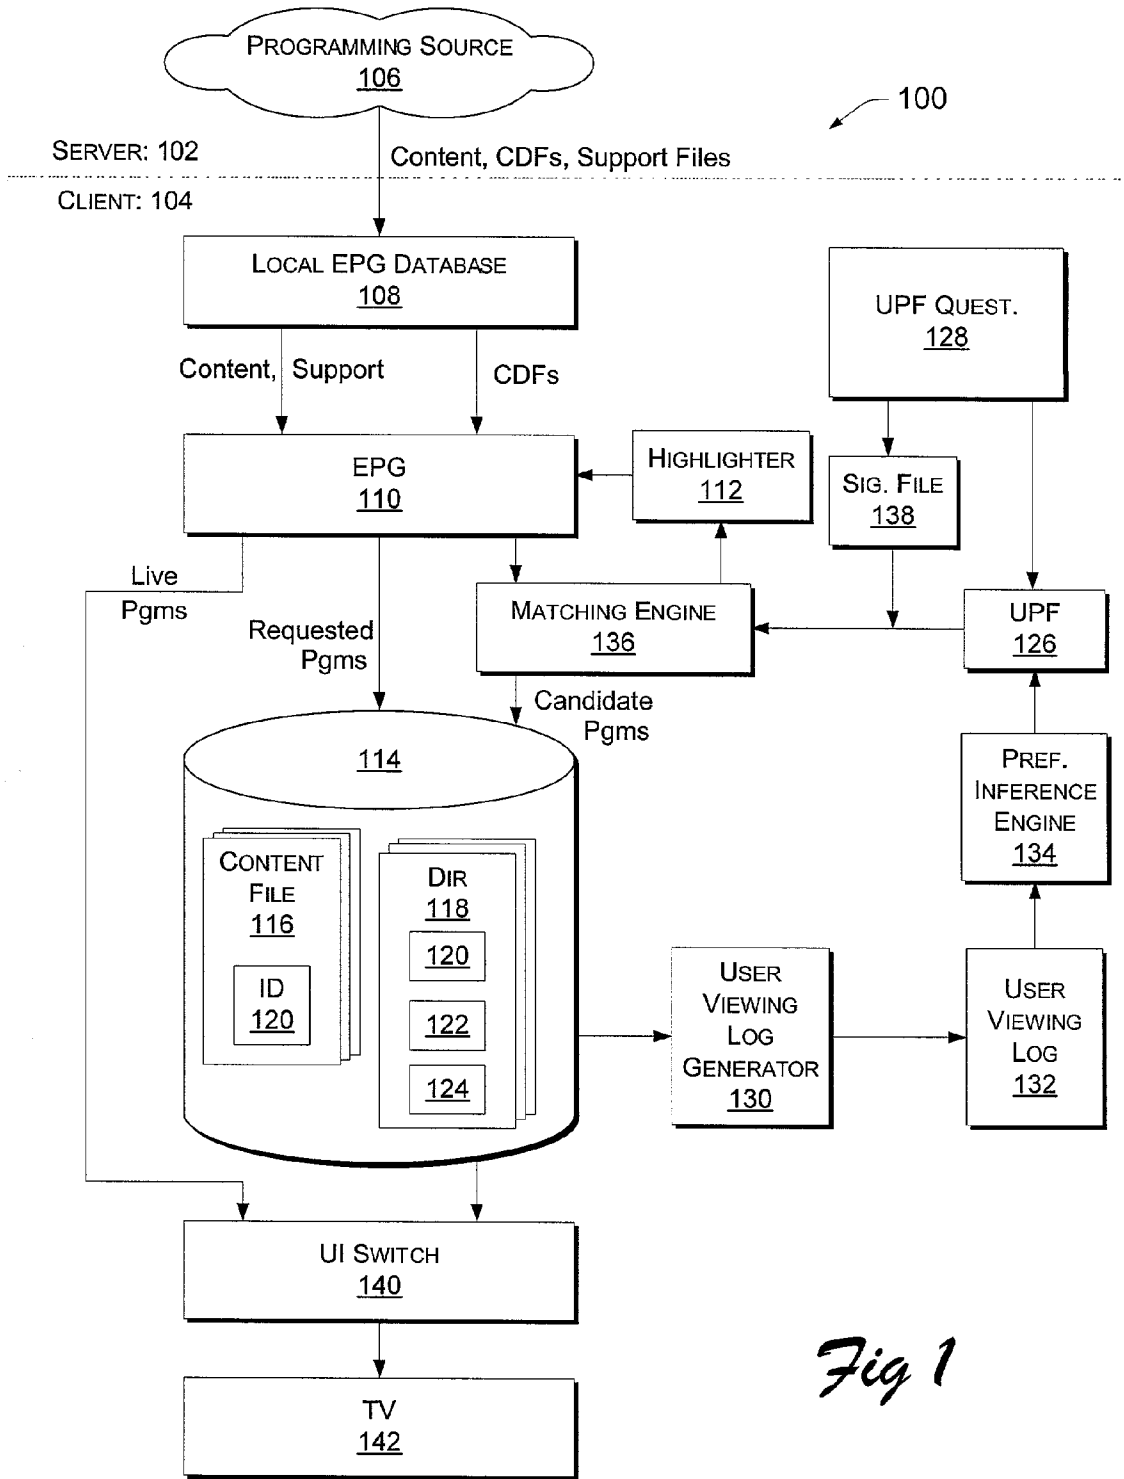 PROGRAMMING SOURCE
106
100
SERVER: 102
Content, CDFs, Support Files
CLIENT: 104
LOCAL EPG DATABASE
108
UPF QUEST.
128
Content, Support
CDFs
EPG
110
HIGHLIGHTER
112
SIG. FILE
138
Live
Pgms
MATCHING ENGINE
136
UPF
126
Requested
Pgms
Candidate
Pgms
114
PREF.
INFERENCE
ENGINE
134
CONTENT
FILE
116
ID
120
DIR
118
120
122
124
USER
VIEWING
LOG
GENERATOR
130
USER
VIEWING
LOG
132
UI SWITCH
140
TV
142
Fig 1